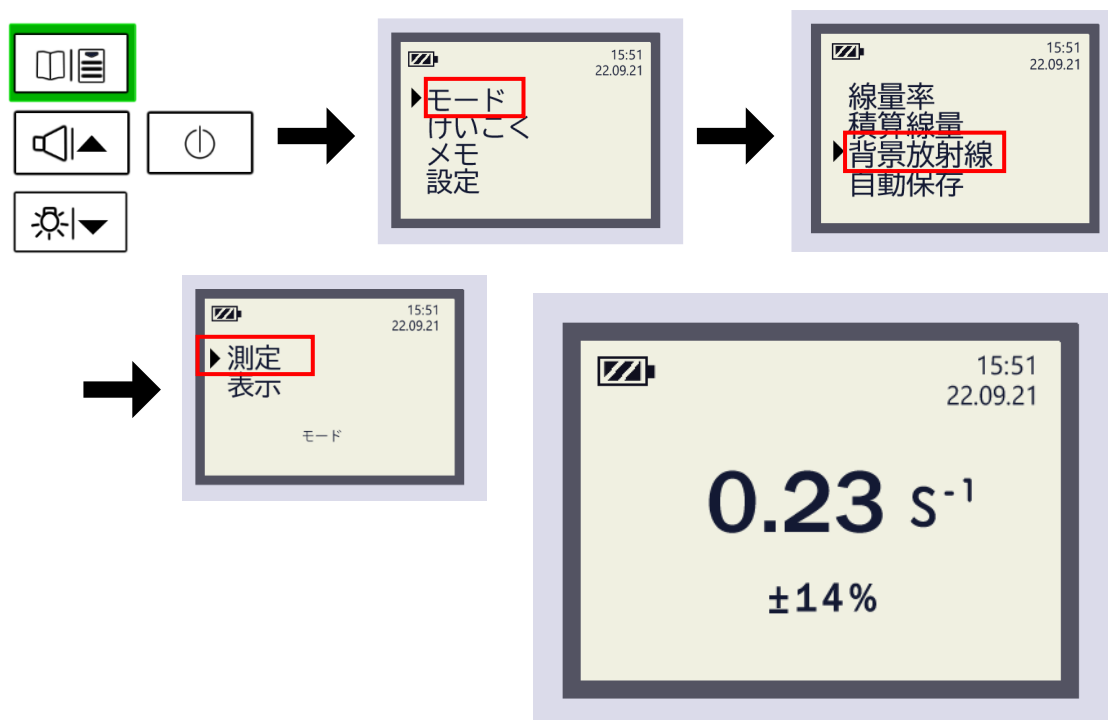 15:51
22.09.21
モード
けいこく
メモ
設定
15:51
22.09.21
線量率
積算線量
背景放射線
自動保存
15:51
22.09.21
測定
表示
モード
15:51
22.09.21
0.23 s⁻¹
±14%